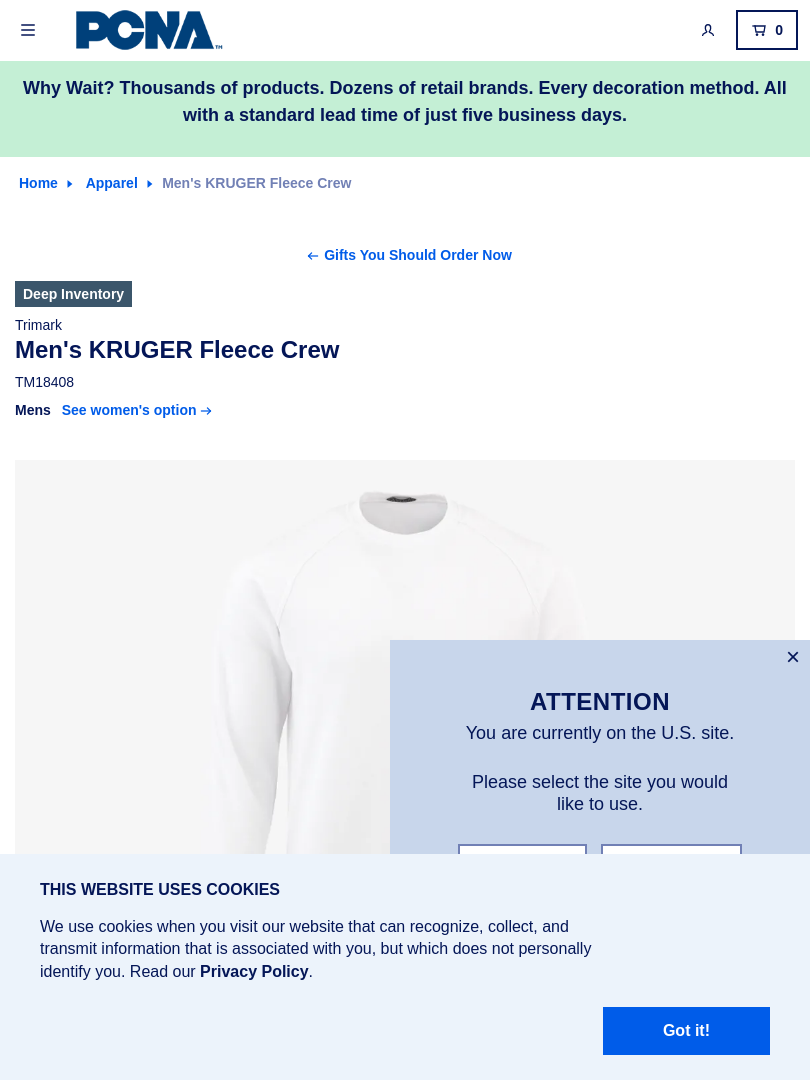 PCNA™
0
Why Wait? Thousands of products. Dozens of retail brands. Every decoration method. All
with a standard lead time of just five business days.
Home Apparel Men's KRUGER Fleece Crew
Gifts You Should Order Now
Deep Inventory
Trimark
Men's KRUGER Fleece Crew
TM18408
Mens See women's option
ATTENTION
You are currently on the U.S. site.
Please select the site you would
like to use.
THIS WEBSITE USES COOKIES
We use cookies when you visit our website that can recognize, collect, and
transmit information that is associated with you, but which does not personally
identify you. Read our Privacy Policy.
Got it!